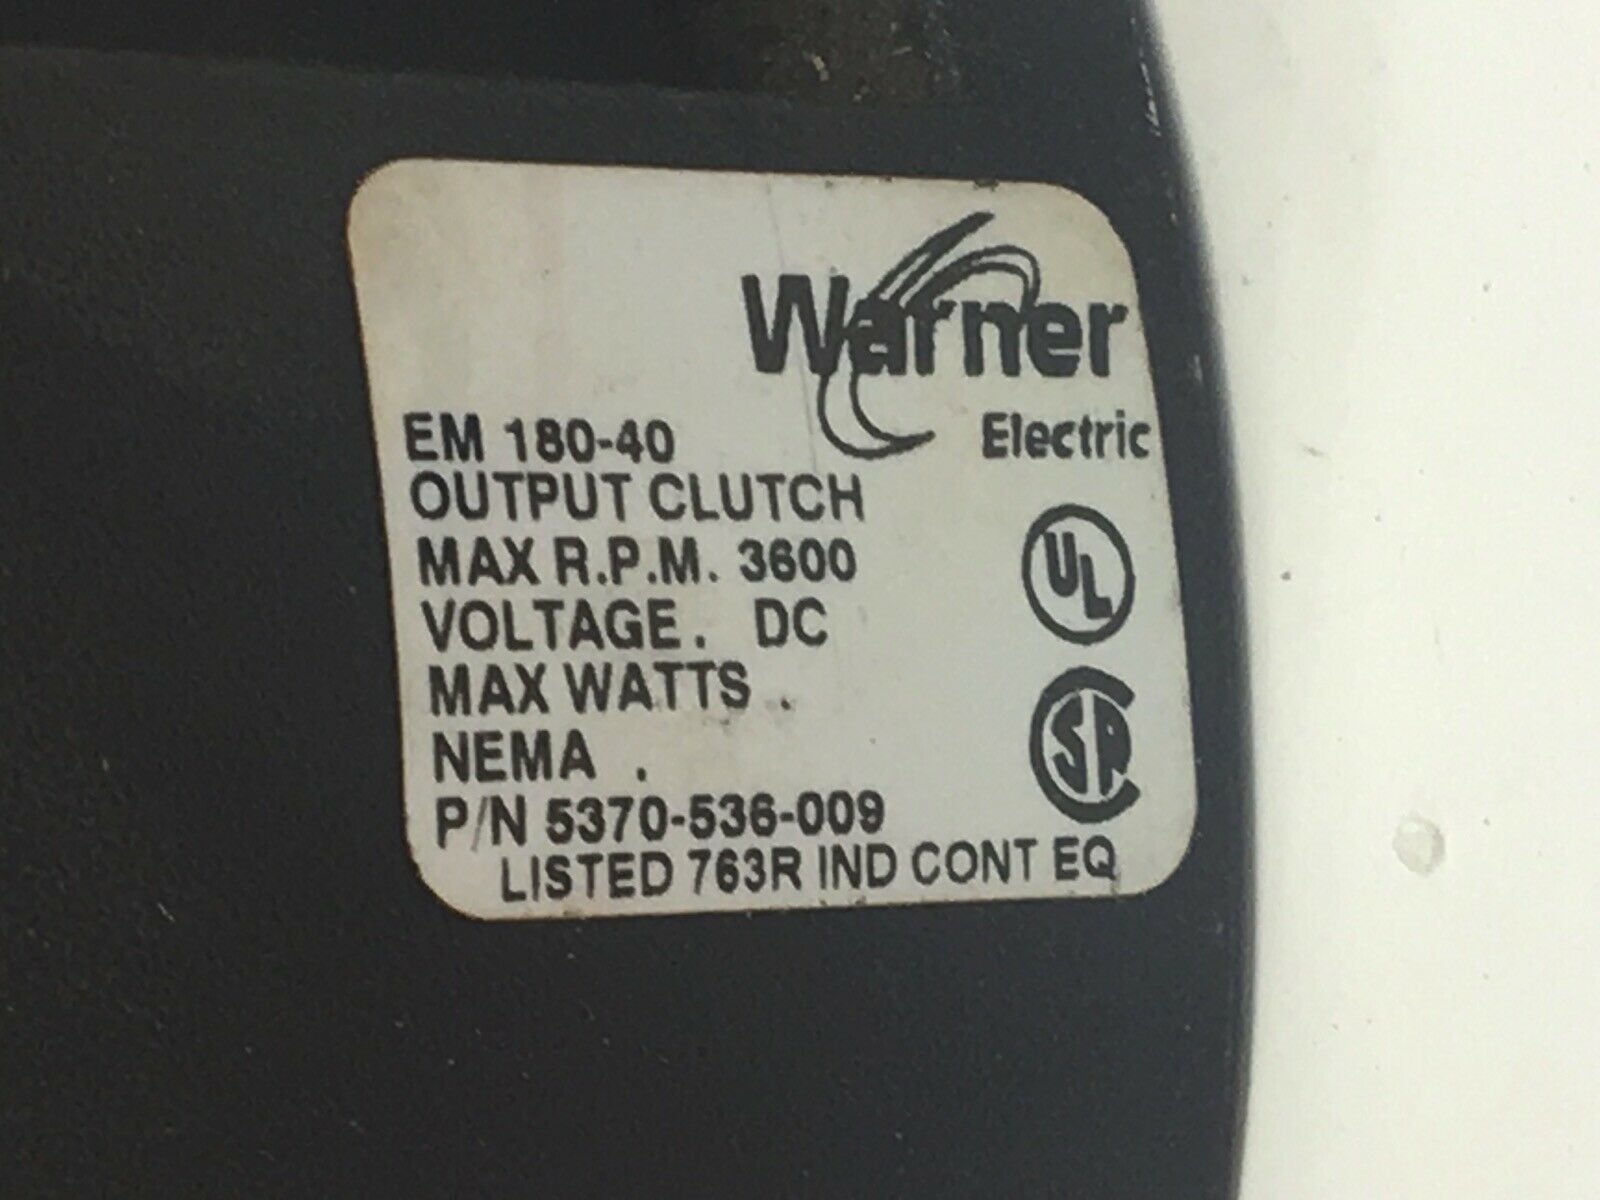 Warner
Electric
EM 180-40
OUTPUT CLUTCH
MAX R.P.M. 3600
VOLTAGE. DC
MAX WATTS .
NEMA .
P/N 5370-536-009
LISTED 763R IND CONT EQ
UL
SP